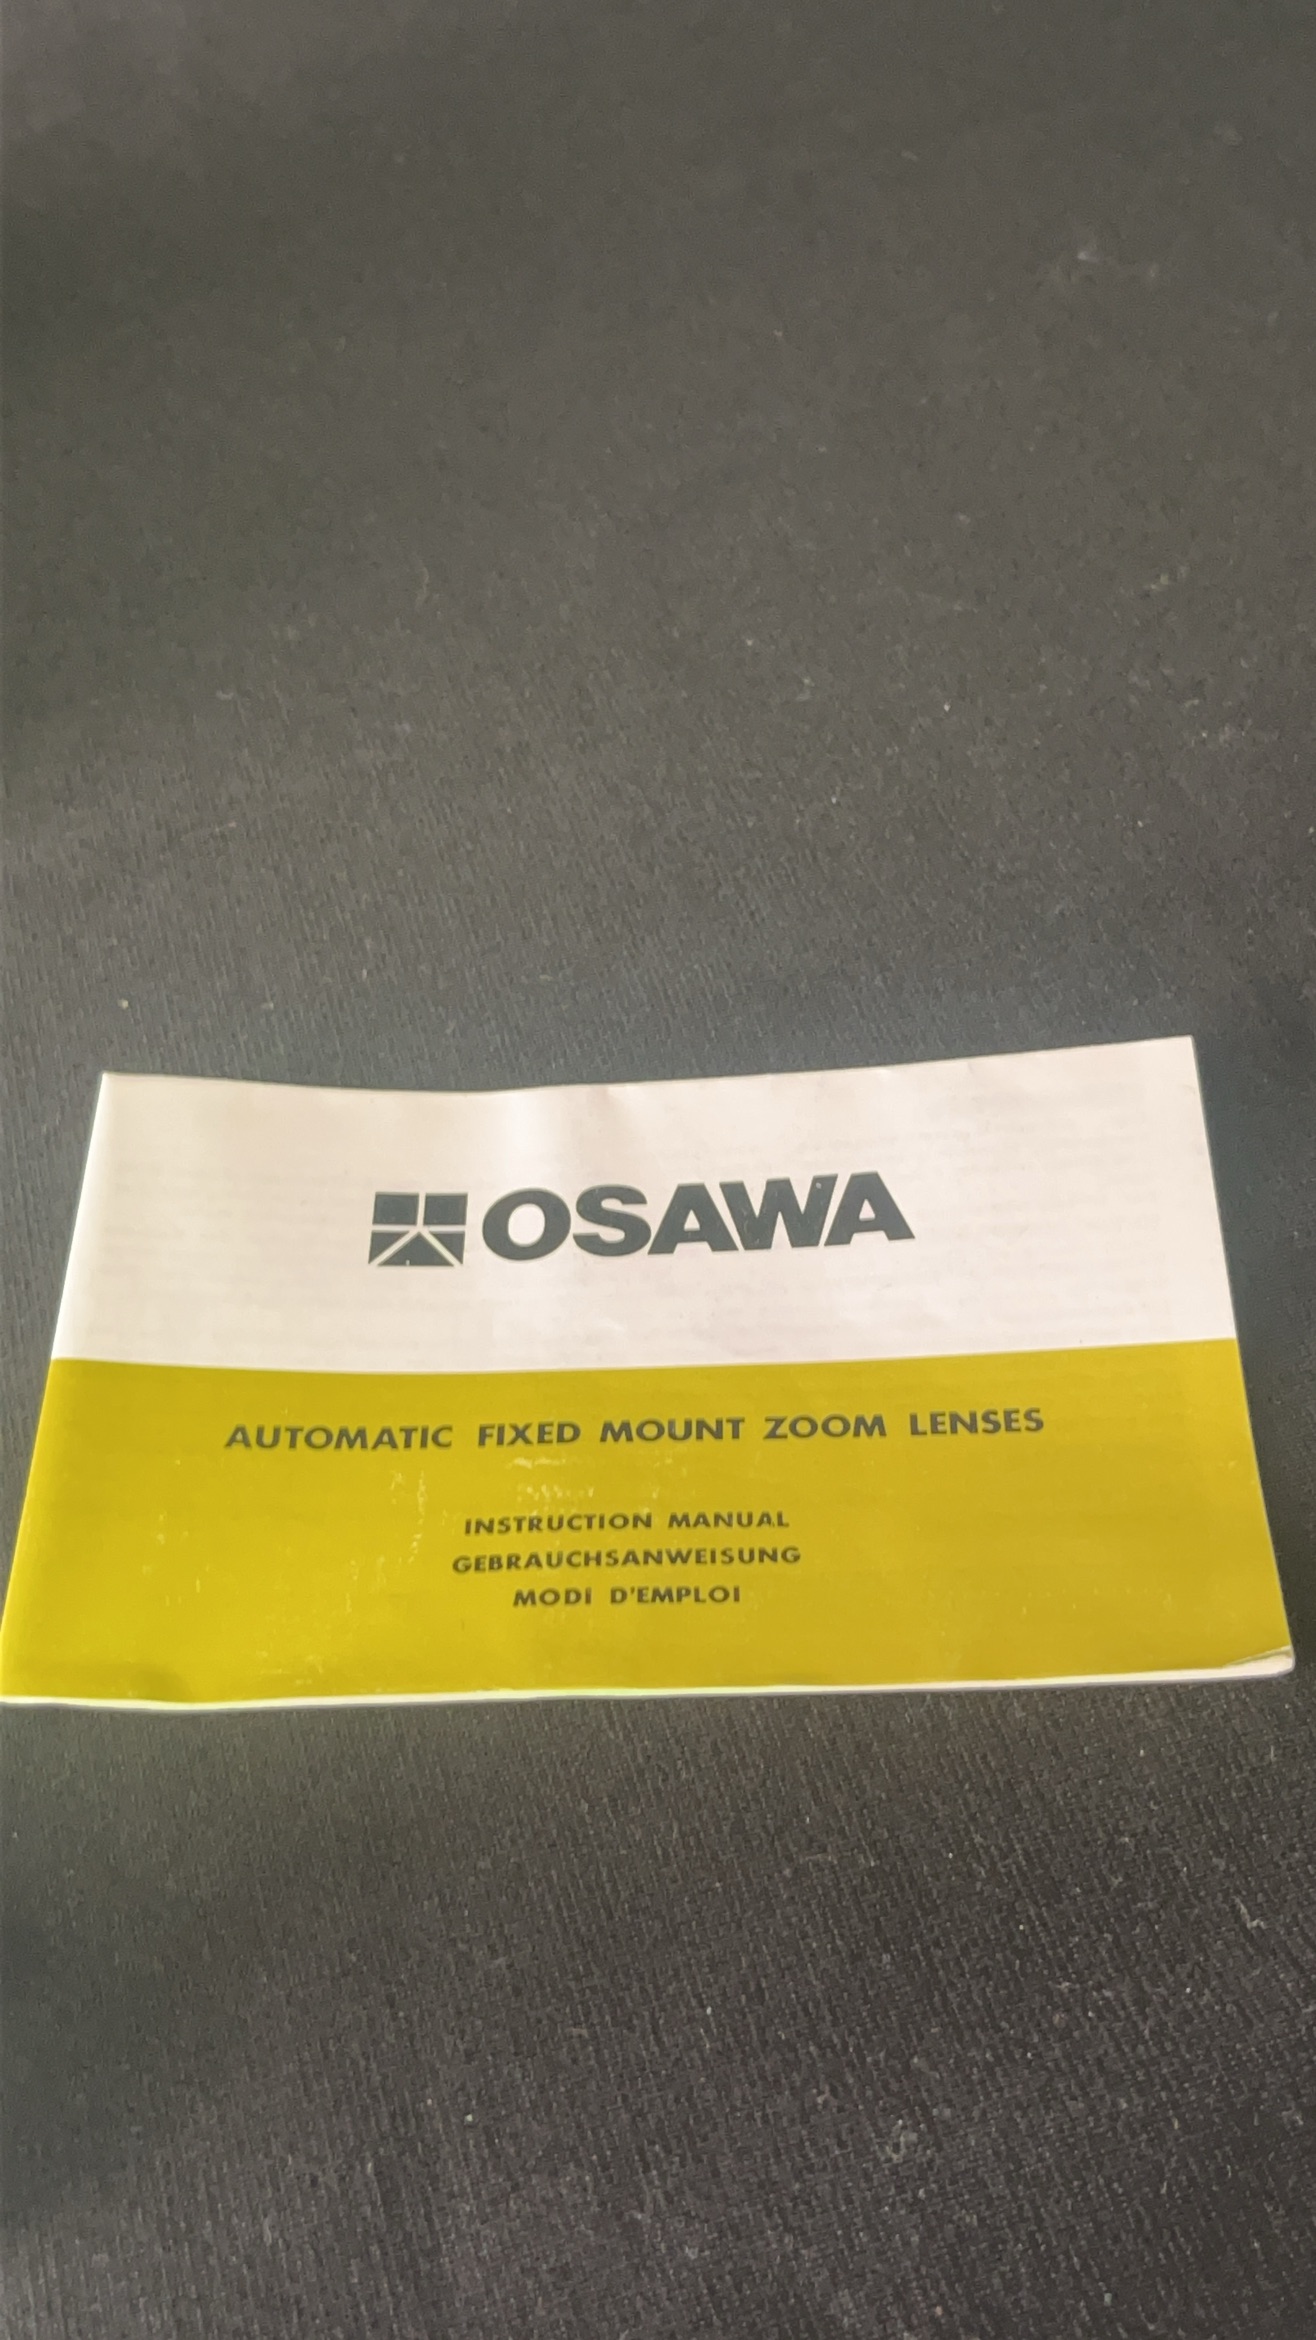 OSAWA
AUTOMATIC FIXED MOUNT ZOOM LENSES
INSTRUCTION MANUAL
GEBRAUCHSANWEISUNG
MODI D'EMPLOI